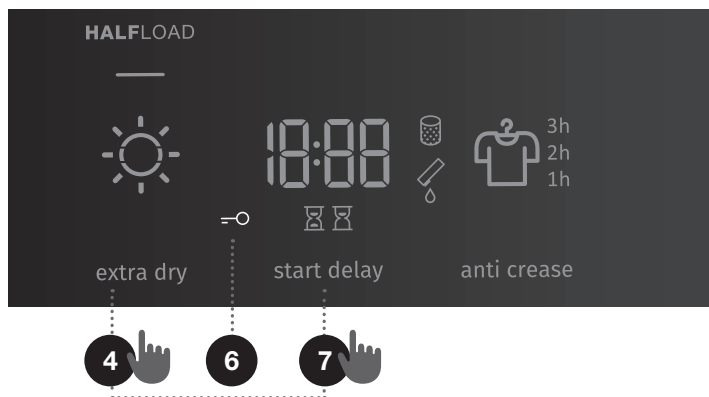 HALFLOAD
18:88
3h
2h
1h
extra dry
start delay
anti crease
4
6
7